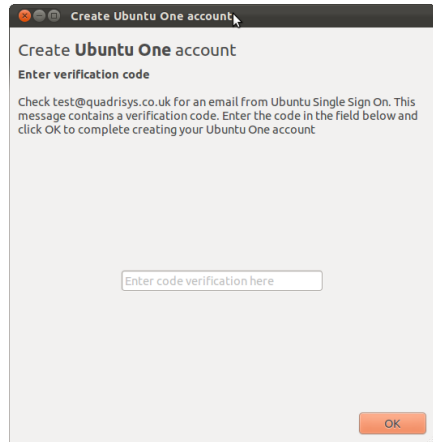 Create Ubuntu One account
Create Ubuntu One account
Enter verification code
Check test@quadrisys.co.uk for an email from Ubuntu Single Sign On. This
message contains a verification code. Enter the code in the field below and
click OK to complete creating your Ubuntu One account
Enter code verification here
OK